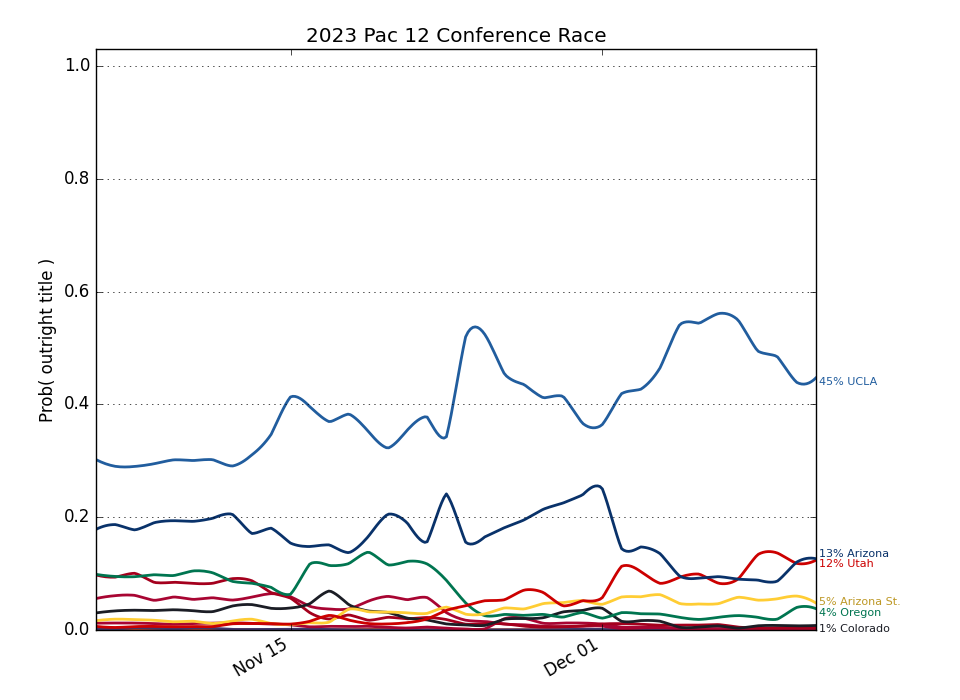 2023 Pac 12 Conference Race
1.0
0.8
0.6
0.4
0.2
0.0
Prob( outright title )
Nov 15
Dec 01
45% UCLA
13% Arizona
12% Utah
5% Arizona St.
4% Oregon
1% Colorado